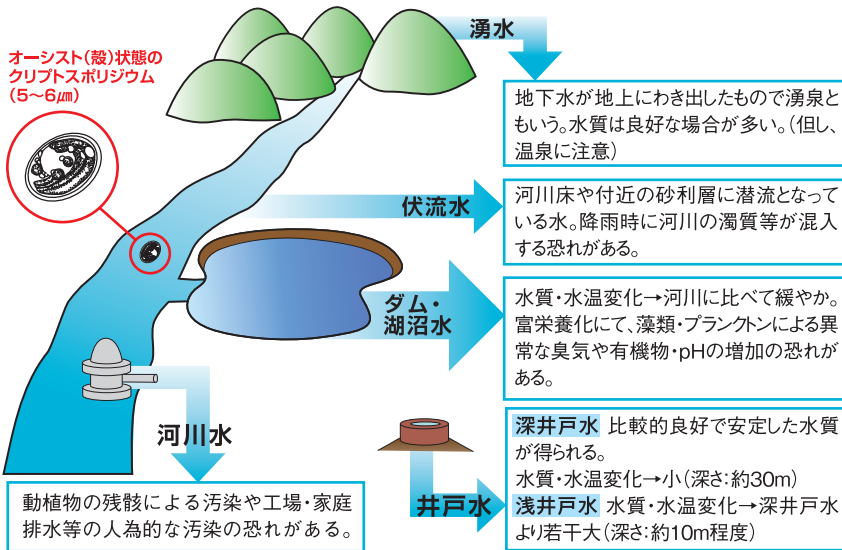 湧水
オーシスト(殻)状態の
クリプトスポリジウム
(5〜6㎛)
地下水が地上にわき出したもので湧泉と
もいう。水質は良好な場合が多い。(但し、
温泉に注意)
伏流水
河川床や付近の砂利層に潜流となって
いる水。降雨時に河川の濁質等が混入
する恐れがある。
ダム・
湖沼水
水質・水温変化→河川に比べて緩やか。
富栄養化にて、藻類・プランクトンによる異
常な臭気や有機物・pHの増加の恐れが
ある。
河川水
動植物の残骸による汚染や工場・家庭
排水等の人為的な汚染の恐れがある。
井戸水
深井戸水 比較的良好で安定した水質
が得られる。
水質・水温変化→小(深さ:約30m)
浅井戸水 水質・水温変化→深井戸水
より若干大(深さ:約10m程度)